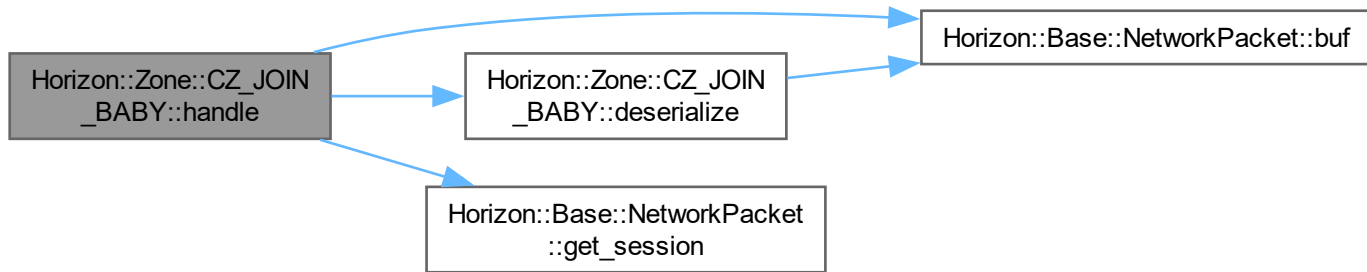 Horizon::Zone::CZ_JOIN
_BABY::handle
Horizon::Zone::CZ_JOIN
_BABY::deserialize
Horizon::Base::NetworkPacket::buf
Horizon::Base::NetworkPacket
::get_session